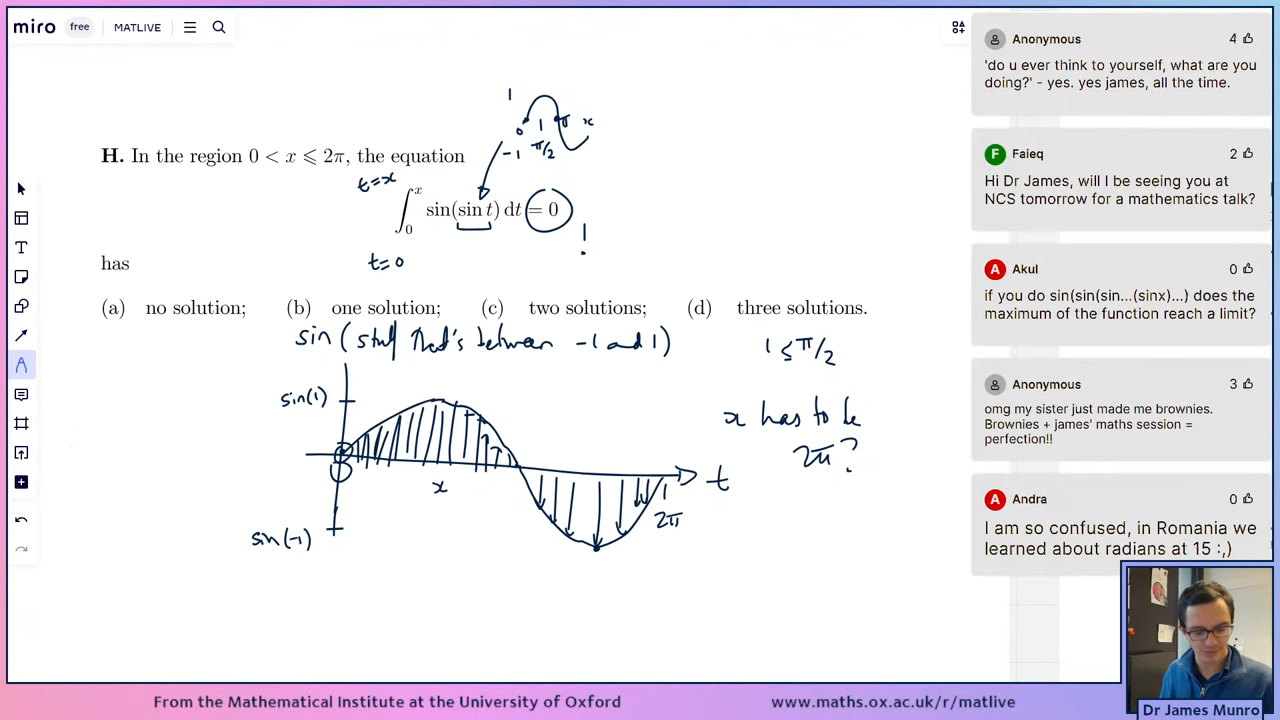 miro free MATLIVE
1
0 1 π x
-1 π/2
H. In the region 0 < x ⩽ 2π, the equation
t=x
∫₀ˣ sin(sin t) dt = 0
!
t=0
has
(a) no solution; (b) one solution; (c) two solutions; (d) three solutions.
sin( stuff that's between -1 and 1)
1 ≤ π/2
sin(1)
x has to be
2π?
x
t
2π
sin(-1)
Anonymous 4
'do u ever think to yourself, what are you
doing?' - yes. yes james, all the time.
F Faieq 2
Hi Dr James, will I be seeing you at
NCS tomorrow for a mathematics talk?
A Akul 0
if you do sin(sin(sin...(sinx)...) does the
maximum of the function reach a limit?
Anonymous 3
omg my sister just made me brownies.
Brownies + james' maths session =
perfection!!
A Andra 0
I am so confused, in Romania we
learned about radians at 15 :,)
Dr James Munro
From the Mathematical Institute at the University of Oxford
www.maths.ox.ac.uk/r/matlive